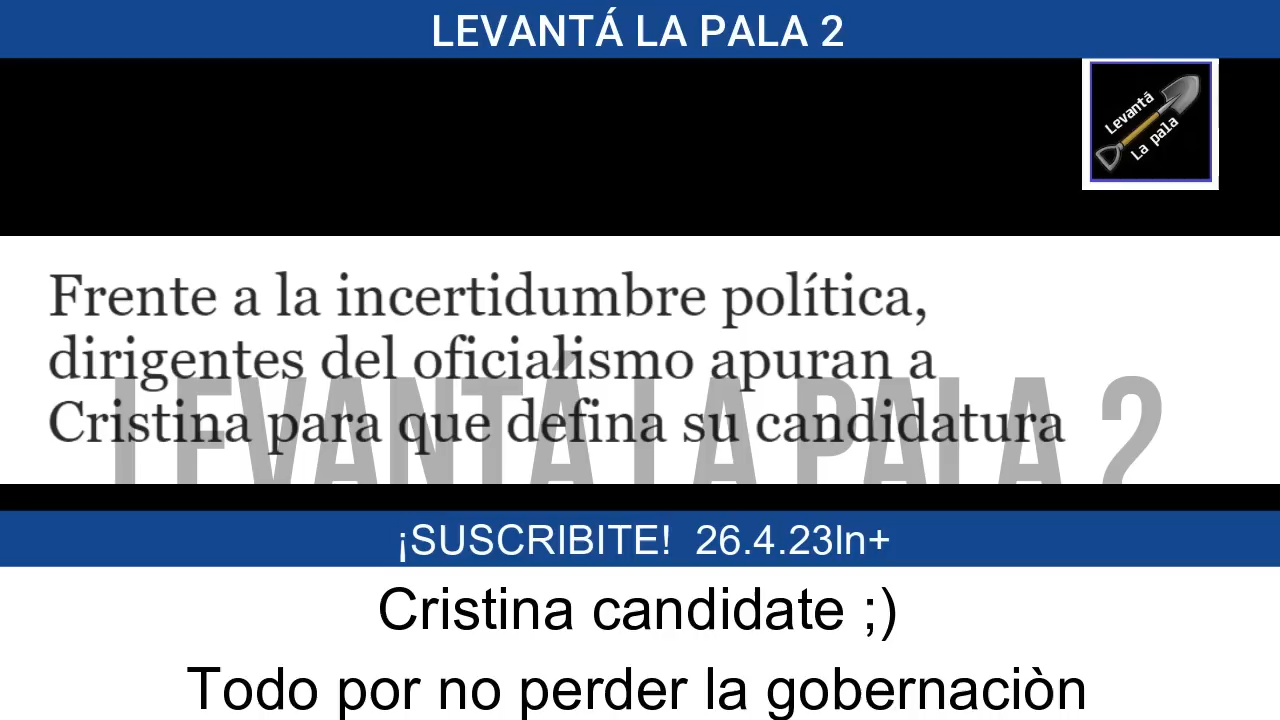 LEVANTÁ LA PALA 2
Levantá
La pala
Frente a la incertidumbre política,
dirigentes del oficialismo apuran a
Cristina para que defina su candidatura
LEVANTÁ LA PALA 2
¡SUSCRIBITE!  26.4.23ln+
Cristina candidate ;)
Todo por no perder la gobernaciòn